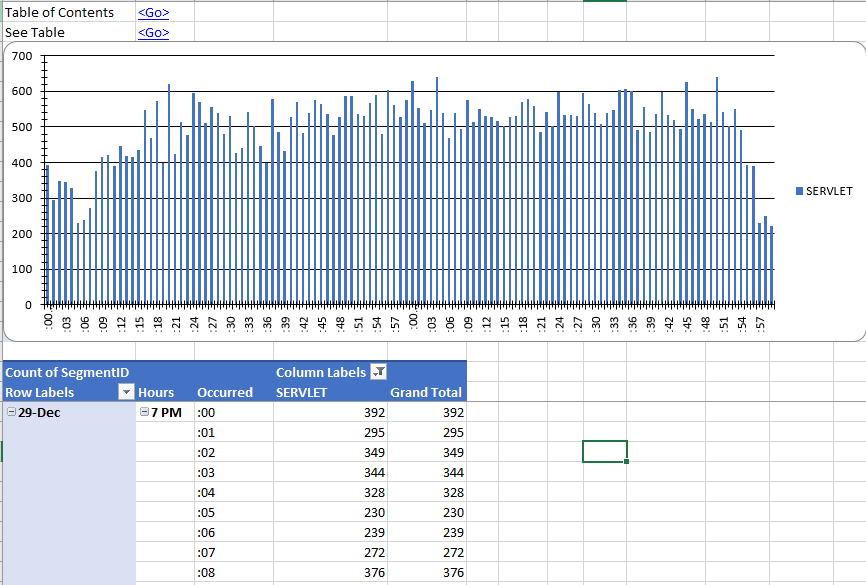 Table of Contents <Go>
See Table <Go>
700
600
500
400
300
200
100
0
SERVLET
:00 :03 :06 :09 :12 :15 :18 :21 :24 :27 :30 :33 :36 :39 :42 :45 :48 :51 :54 :57 :00 :03 :06 :09 :12 :15 :18 :21 :24 :27 :30 :33 :36 :39 :42 :45 :48 :51 :54 :57
Count of SegmentID Column Labels
Row Labels Hours Occurred SERVLET Grand Total
29-Dec 7 PM :00 392 392
:01 295 295
:02 349 349
:03 344 344
:04 328 328
:05 230 230
:06 239 239
:07 272 272
:08 376 376